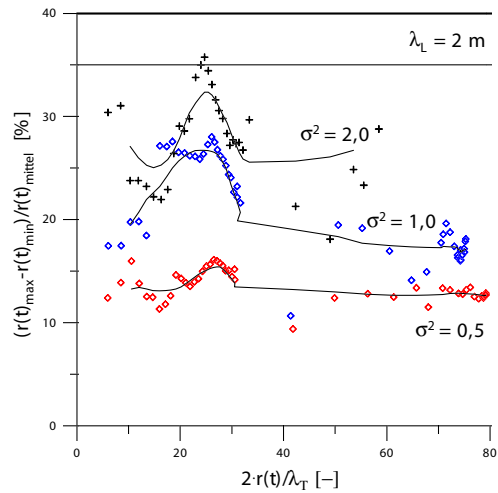 40
30
20
10
0
0
20
40
60
80
(r(t)max-r(t)min)/r(t)mittel [%]
2·r(t)/λT [–]
λL = 2 m
σ² = 2,0
σ² = 1,0
σ² = 0,5